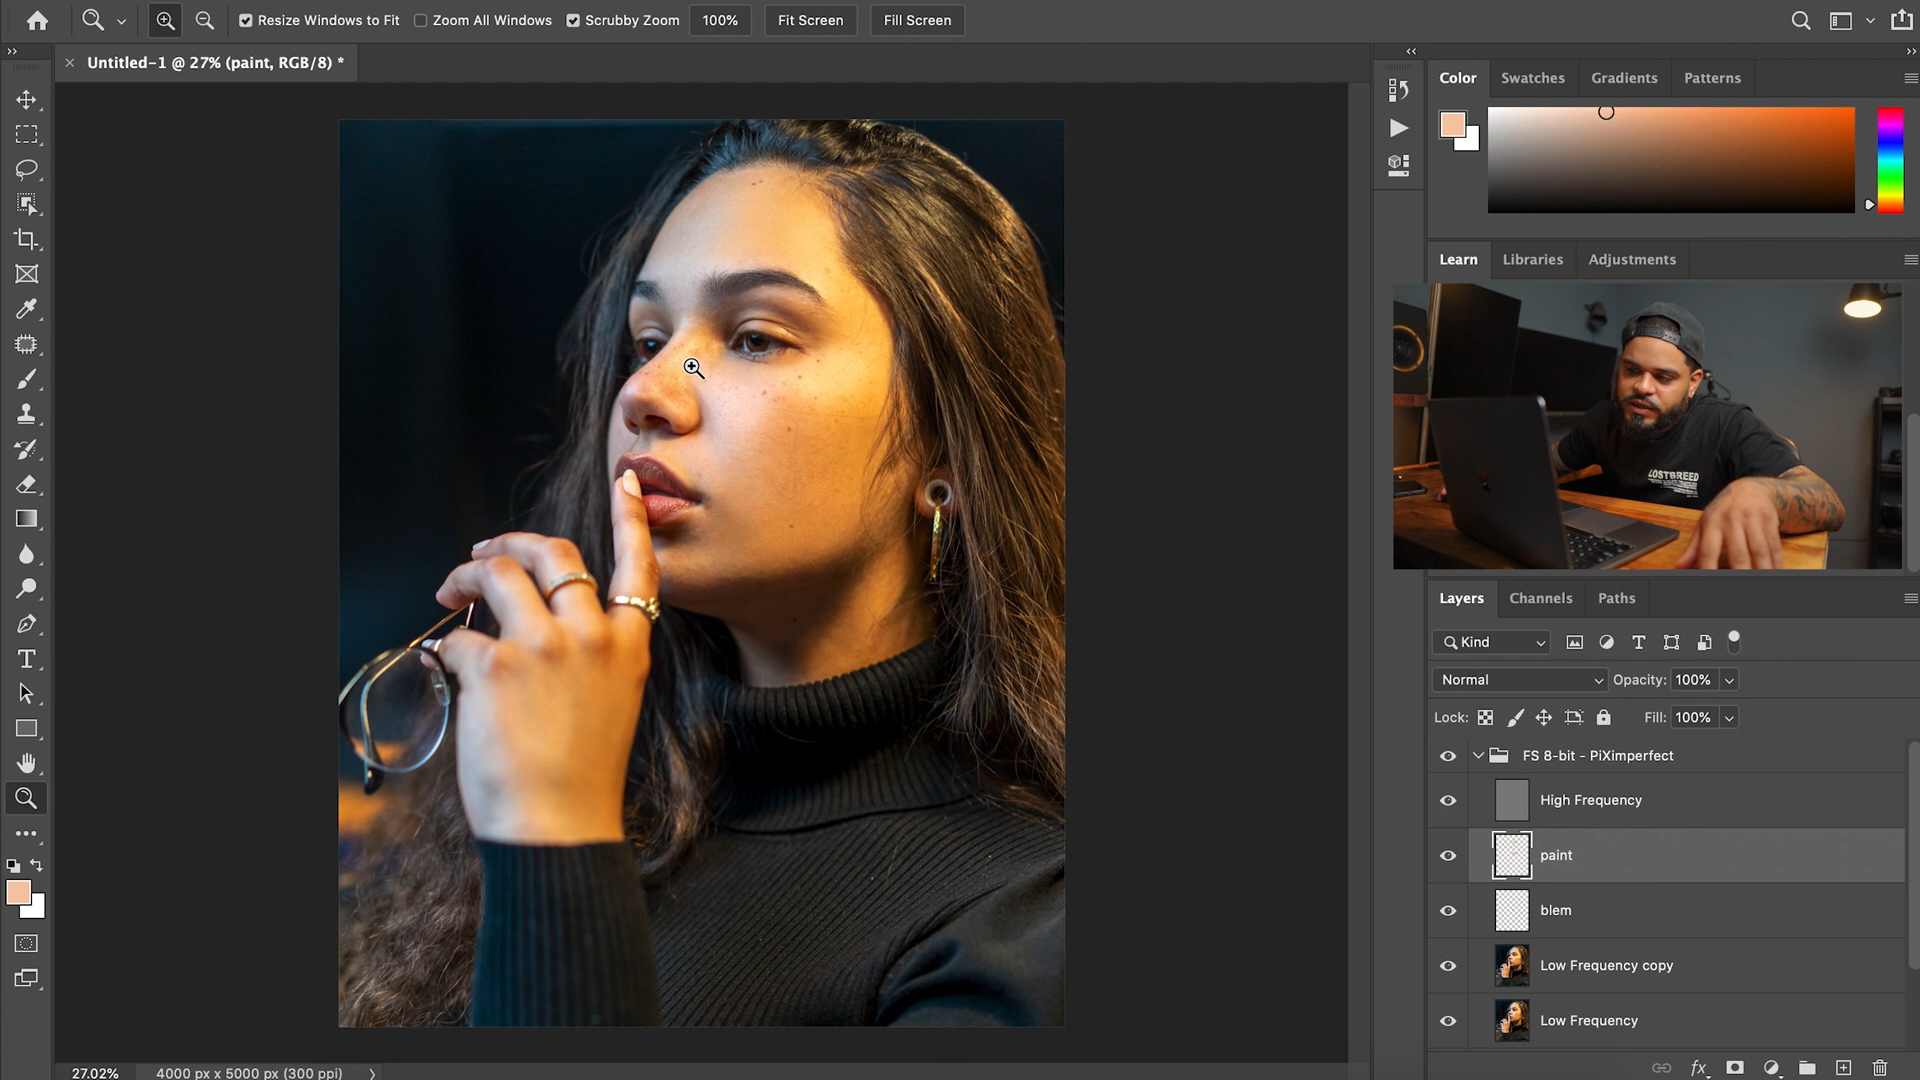 Resize Windows to Fit Zoom All Windows Scrubby Zoom 100% Fit Screen Fill Screen
Untitled-1 @ 27% (paint, RGB/8) *
Color Swatches Gradients Patterns
Learn Libraries Adjustments
LOSTBREED
Layers Channels Paths
Kind
Normal Opacity: 100%
Lock: Fill: 100%
FS 8-bit - PiXimperfect
High Frequency
paint
blem
Low Frequency copy
Low Frequency
fx
27.02% 4000 px x 5000 px (300 ppi)